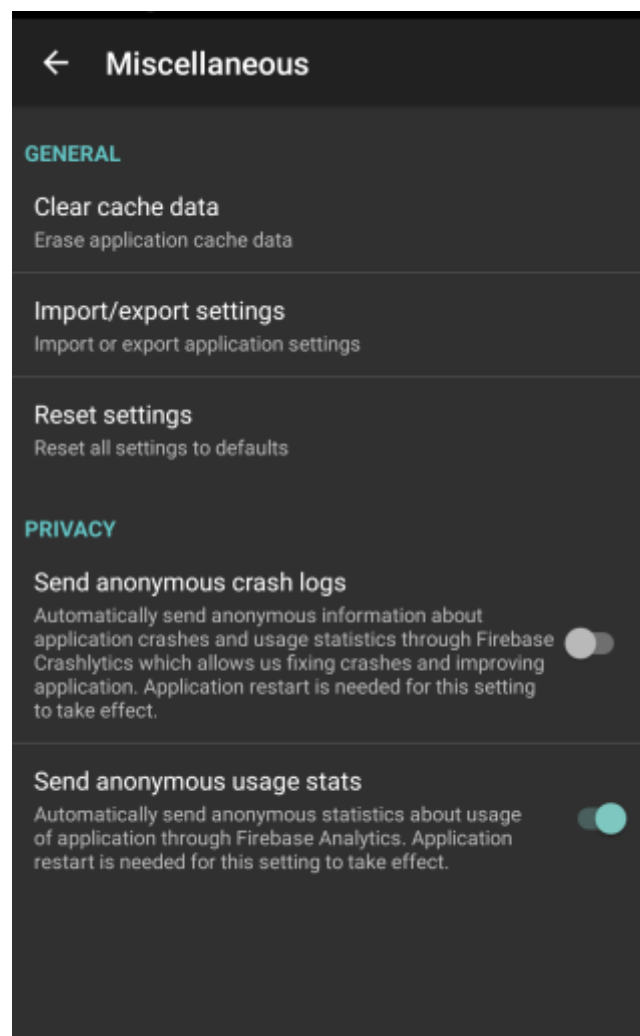 Miscellaneous
GENERAL
Clear cache data
Erase application cache data
Import/export settings
Import or export application settings
Reset settings
Reset all settings to defaults
PRIVACY
Send anonymous crash logs
Automatically send anonymous information about
application crashes and usage statistics through Firebase
Crashlytics which allows us fixing crashes and improving
application. Application restart is needed for this setting
to take effect.
Send anonymous usage stats
Automatically send anonymous statistics about usage
of application through Firebase Analytics. Application
restart is needed for this setting to take effect.